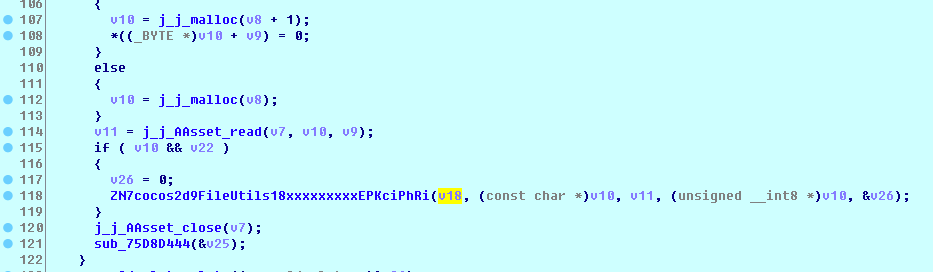 106 {
107 v10 = j_j_malloc(v8 + 1);
108 *((_BYTE *)v10 + v9) = 0;
109 }
110 else
111 {
112 v10 = j_j_malloc(v8);
113 }
114 v11 = j_j_AAsset_read(v7, v10, v9);
115 if ( v10 && v22 )
116 {
117 v26 = 0;
118 ZN7cocos2d9FileUtils18xxxxxxxxxEPKciPhRi(v18, (const char *)v10, v11, (unsigned __int8 *)v10, &v26);
119 }
120 j_j_AAsset_close(v7);
121 sub_75D8D444(&v25);
122 }